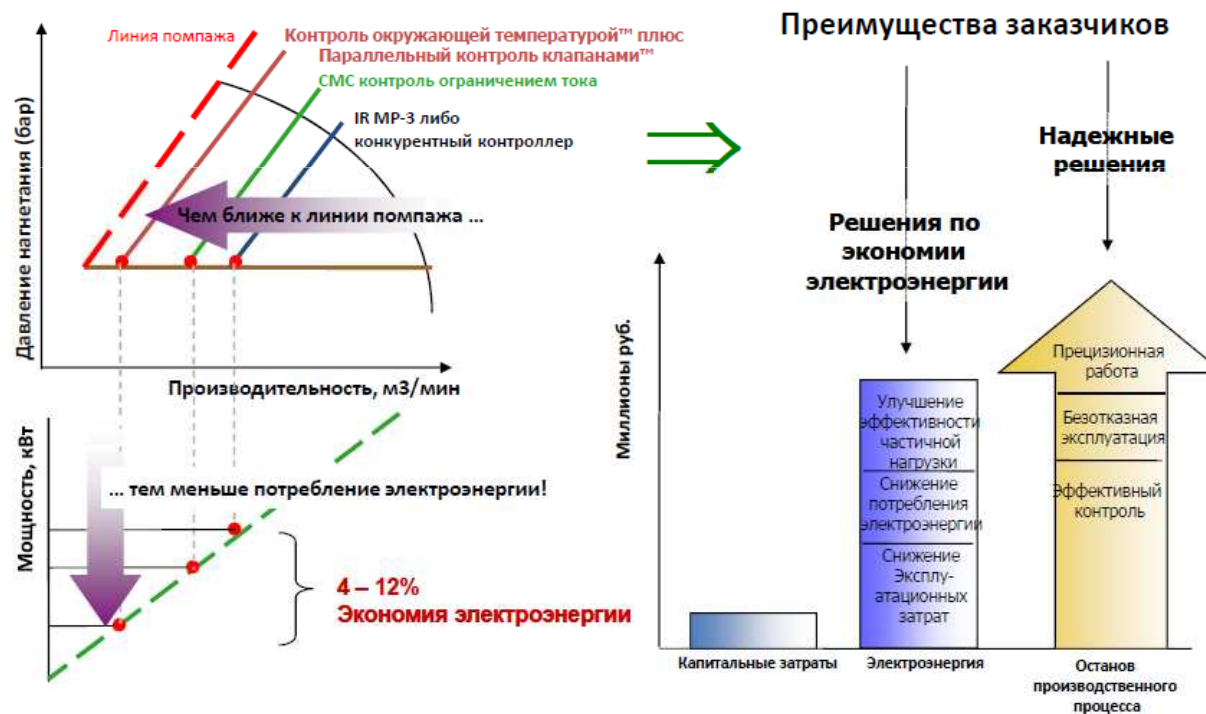 Преимущества заказчиков
Линия помпажа
Контроль окружающей температурой™ плюс
Параллельный контроль клапанами™
СМС контроль ограничением тока
IR MP-3 либо
конкурентный контроллер
Давление нагнетания (бар)
Чем ближе к линии помпажа ...
Производительность, м3/мин
Мощность, кВт
... тем меньше потребление электроэнергии!
4 – 12%
Экономия электроэнергии
Надежные
решения
Решения по
экономии
электроэнергии
Миллионы руб.
Улучшение
эффективности
частичной
нагрузки
Снижение
потребления
электроэнергии
Снижение
Эксплу-
атационных
затрат
Прецизионная
работа
Безотказная
эксплуатация
Эффективный
контроль
Капитальные затраты
Электроэнергия
Останов
производственного
процесса